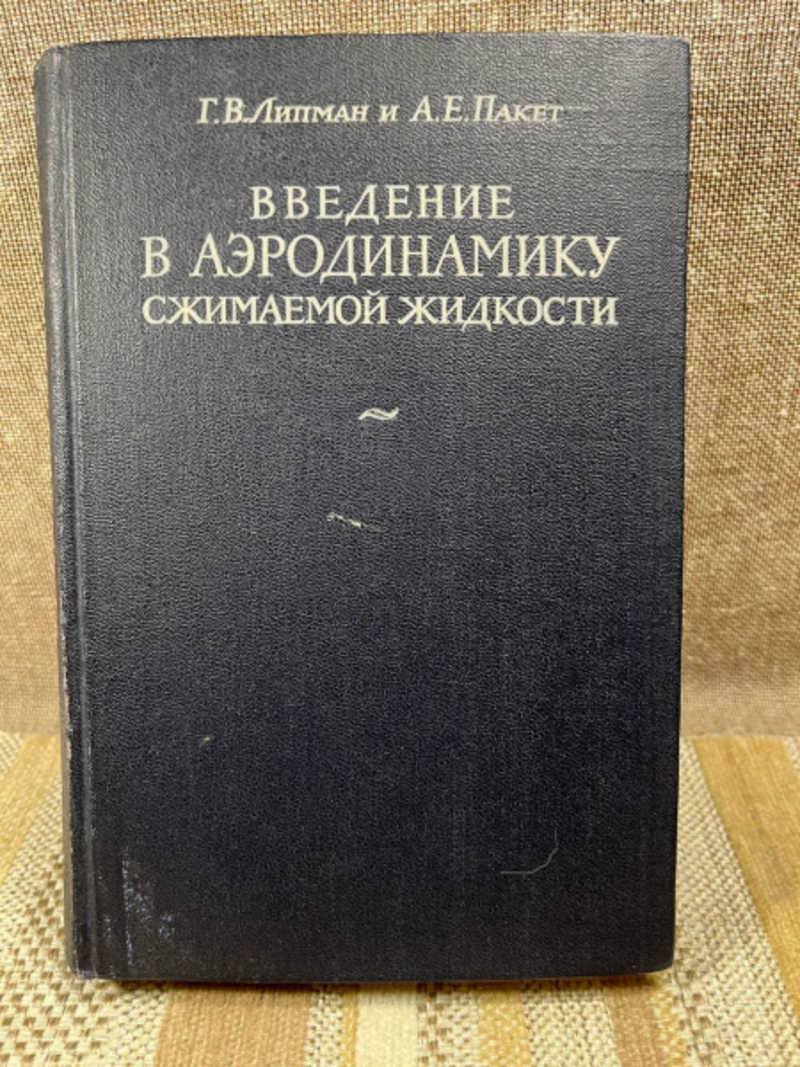 Г. В. Липман и А. Е. Пакет
ВВЕДЕНИЕ
В АЭРОДИНАМИКУ
СЖИМАЕМОЙ ЖИДКОСТИ